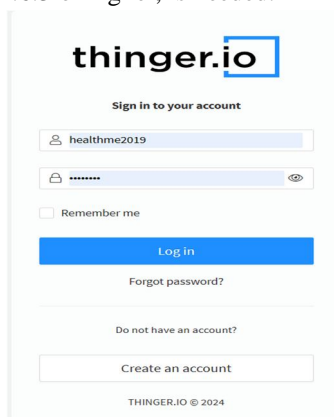 thinger.io
Sign in to your account
healthme2019
••••••••
Remember me
Log in
Forgot password?
Do not have an account?
Create an account
THINGER.IO © 2024